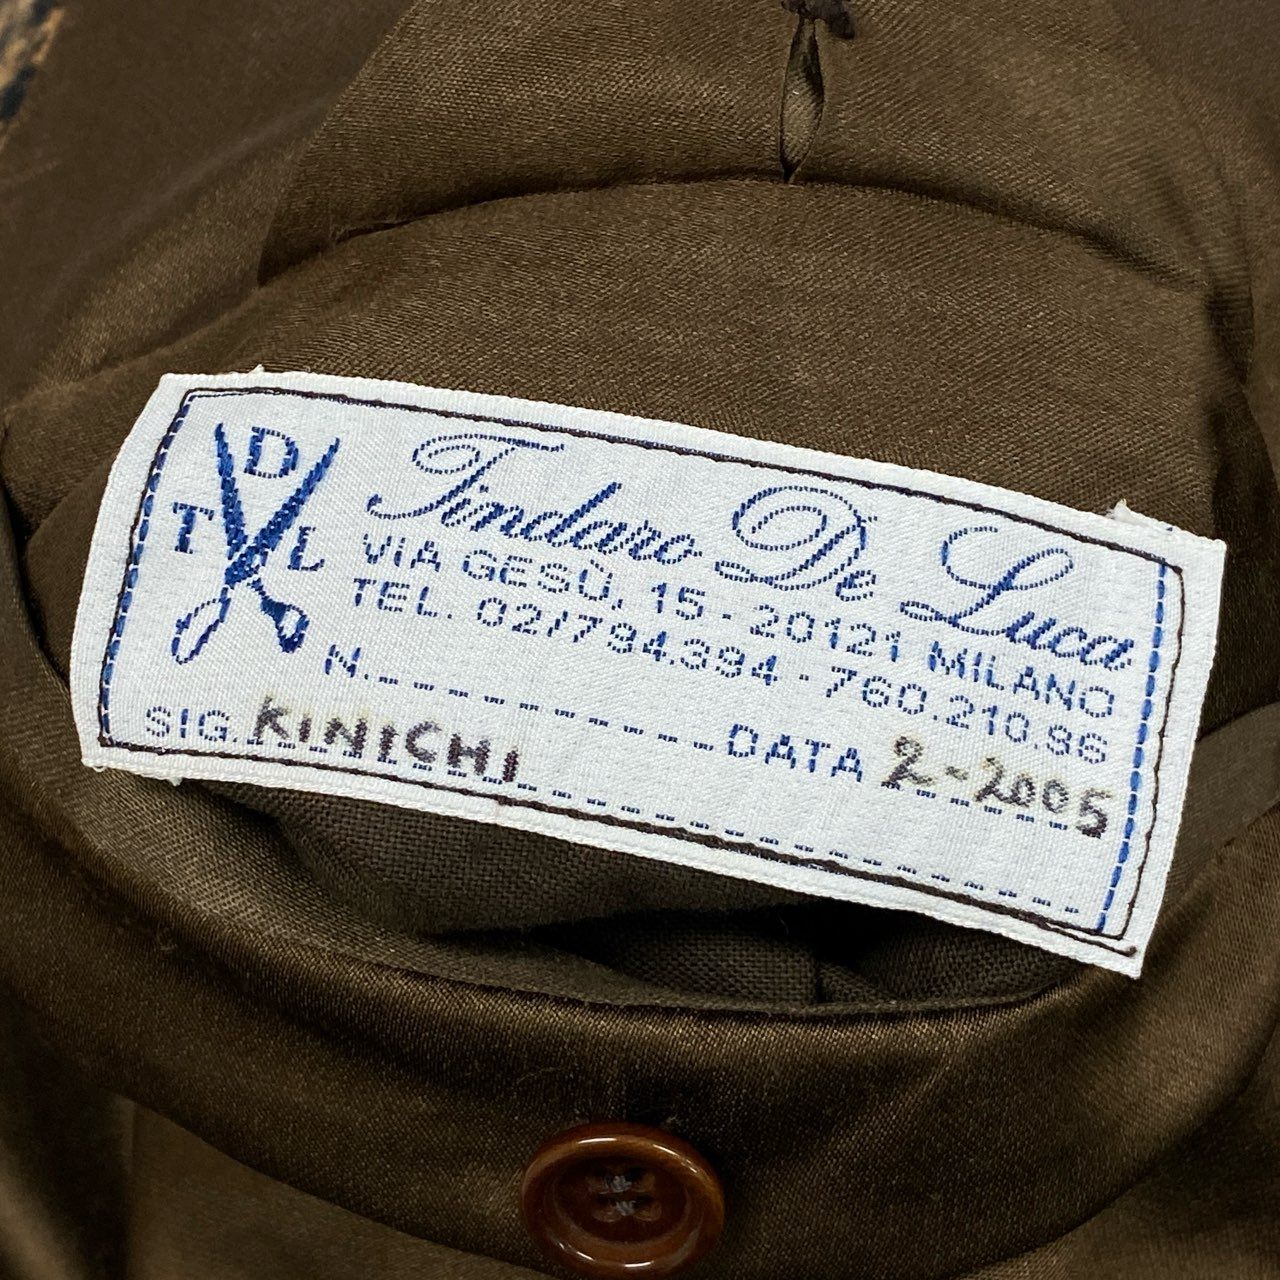 D
T L
Tindaro De Luca
VIA GESÙ, 15 - 20121 MILANO
TEL. 02/784.394 - 760.210.96
N. DATA 2-2005
SIG. KINICHI